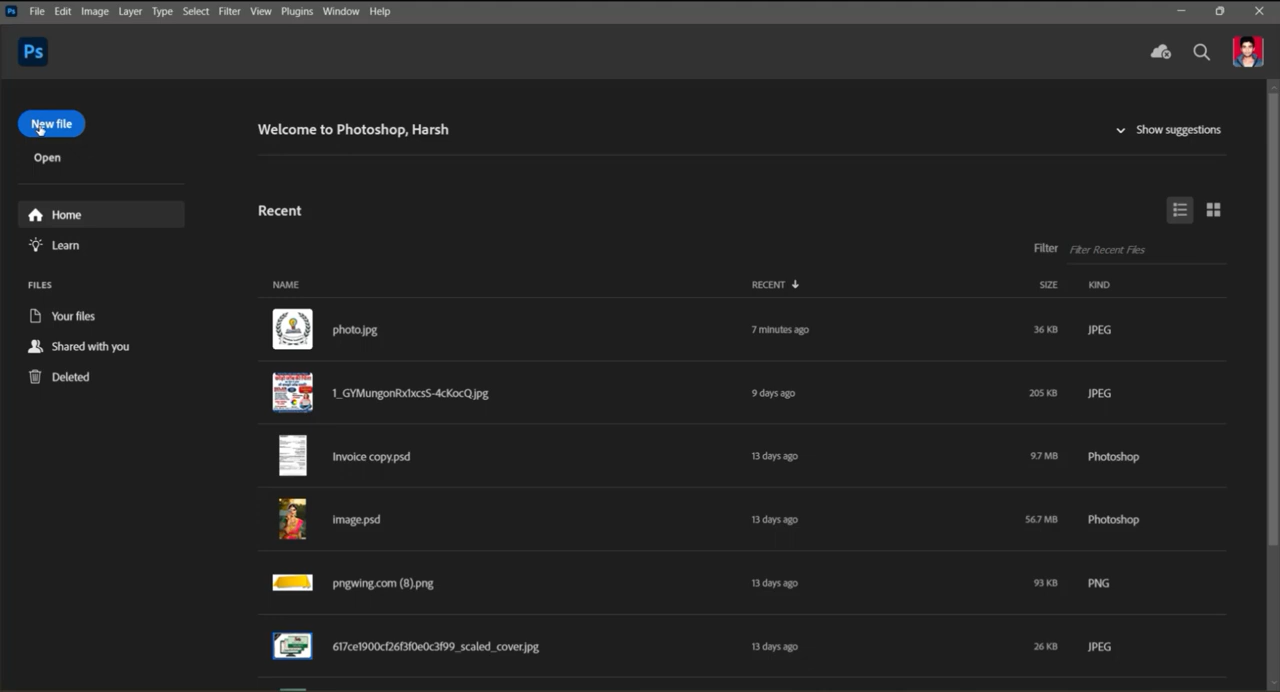 File Edit Image Layer Type Select Filter View Plugins Window Help
Ps
New file
Open
Home
Learn
FILES
Your files
Shared with you
Deleted
Welcome to Photoshop, Harsh
Show suggestions
Recent
Filter Filter Recent Files
NAME RECENT SIZE KIND
photo.jpg 7 minutes ago 36 KB JPEG
1_GYMungonRx1xcsS-4cKocQ.jpg 9 days ago 205 KB JPEG
Invoice copy.psd 13 days ago 9.7 MB Photoshop
image.psd 13 days ago 56.7 MB Photoshop
pngwing.com (8).png 13 days ago 93 KB PNG
617ce1900cf26f3f0e0c3f99_scaled_cover.jpg 13 days ago 26 KB JPEG